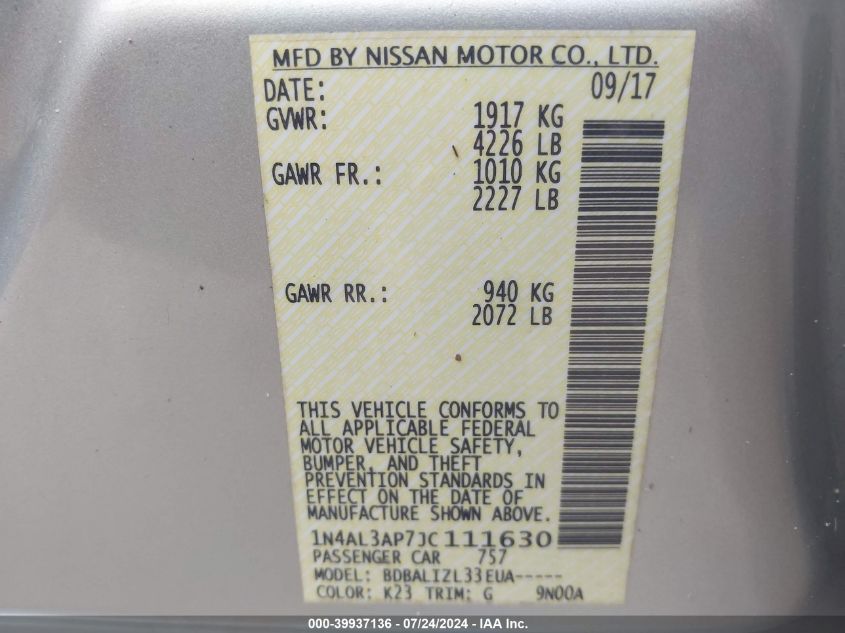 MFD BY NISSAN MOTOR CO., LTD.
DATE: 09/17
GVWR: 1917 KG
4226 LB
GAWR FR.: 1010 KG
2227 LB
GAWR RR.: 940 KG
2072 LB
THIS VEHICLE CONFORMS TO
ALL APPLICABLE FEDERAL
MOTOR VEHICLE SAFETY,
BUMPER, AND THEFT
PREVENTION STANDARDS IN
EFFECT ON THE DATE OF
MANUFACTURE SHOWN ABOVE.
1N4AL3AP7JC111630
PASSENGER CAR 757
MODEL: BDBALIZL33EUA-----
COLOR: K23 TRIM: G 9N00A
000-39937136 - 07/24/2024 - IAA Inc.